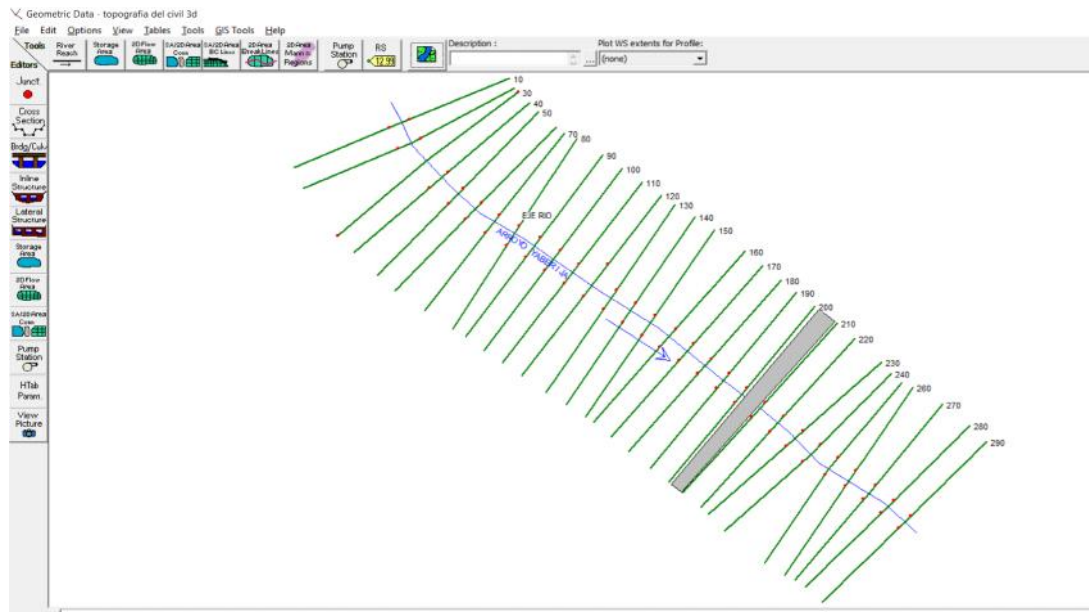 Geometric Data - topografia del civil 3d
File Edit Options View Tables Tools GIS Tools Help
Tools River Reach Storage Area 2D Flow Area SA/2D Area Conn SA/2D Area BC Lines 2D Area BreakLines 2D Area Mann n Regions Pump Station RS Description : Plot WS extents for Profile:
12.99 ... (none)
Editors
Junct.
Cross Section
Brdg/Culv
Inline Structure
Lateral Structure
Storage Area
2D Flow Area
SA/2D Area Conn
Pump Station
HTab Param.
View Picture
10
30
40
50
70
80
90
100
110
120
130
140
150
160
170
180
190
200
210
220
230
240
260
270
280
290
EJE RIO
ARROYO